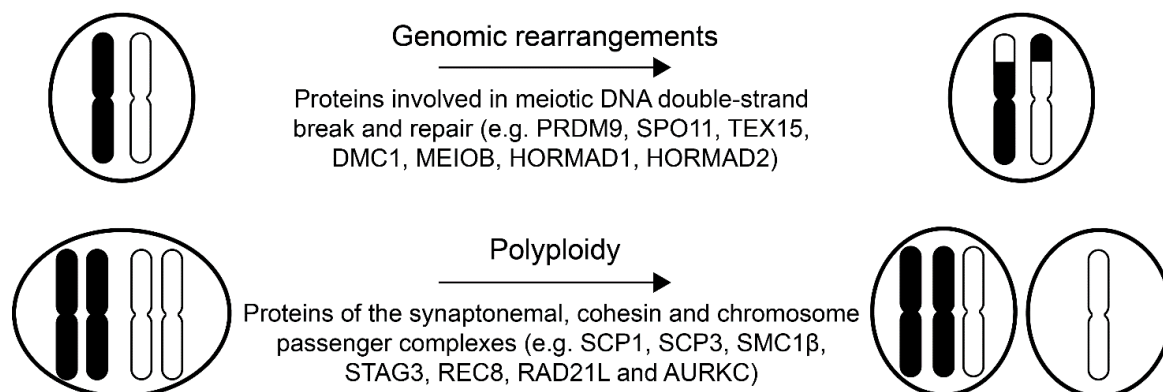 Genomic rearrangements
Proteins involved in meiotic DNA double-strand
break and repair (e.g. PRDM9, SPO11, TEX15,
DMC1, MEIOB, HORMAD1, HORMAD2)
Polyploidy
Proteins of the synaptonemal, cohesin and chromosome
passenger complexes (e.g. SCP1, SCP3, SMC1β,
STAG3, REC8, RAD21L and AURKC)